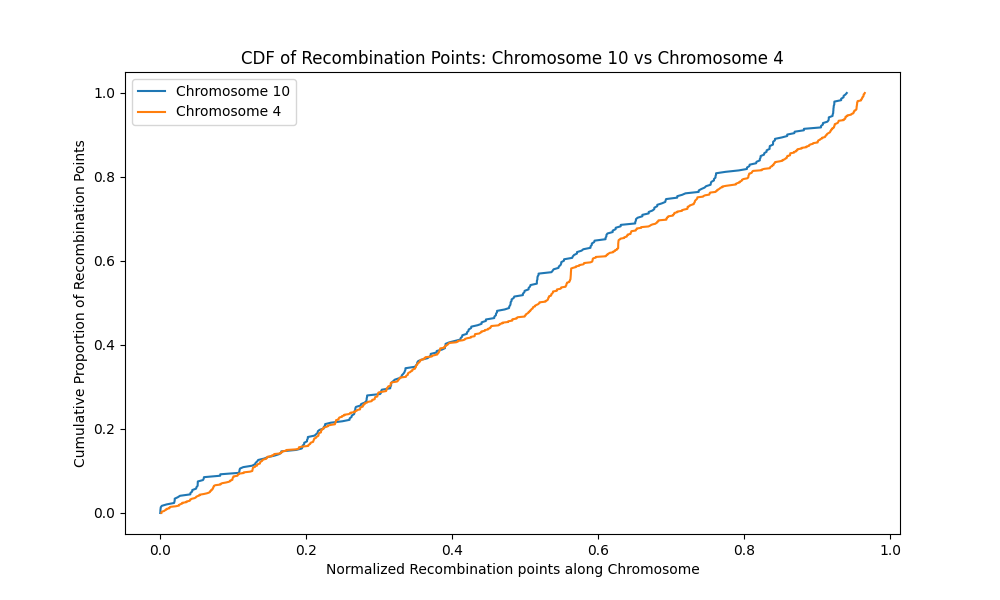 CDF of Recombination Points: Chromosome 10 vs Chromosome 4
Chromosome 10
Chromosome 4
Cumulative Proportion of Recombination Points
1.0
0.8
0.6
0.4
0.2
0.0
0.0 0.2 0.4 0.6 0.8 1.0
Normalized Recombination points along Chromosome